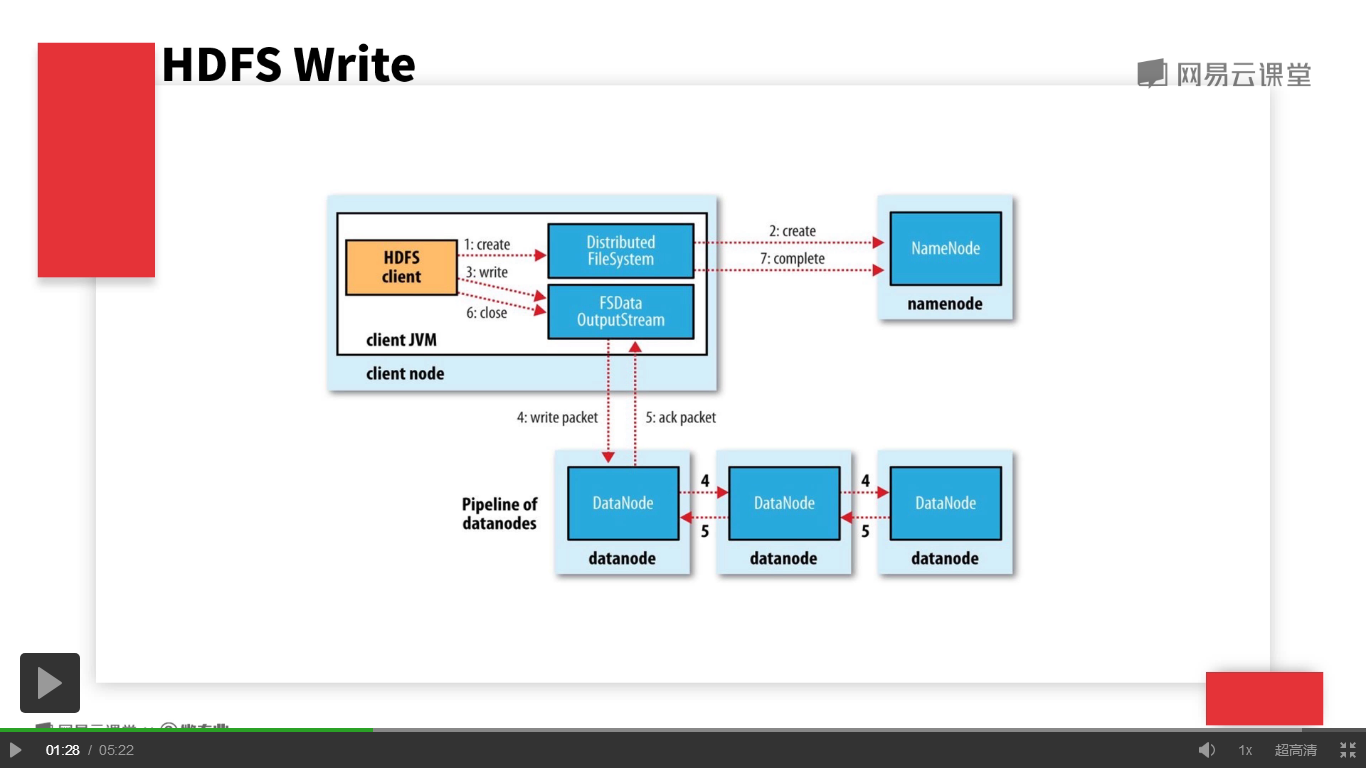 HDFS Write
网易云课堂
HDFS
client
1: create
3: write
6: close
Distributed
FileSystem
FSData
OutputStream
client JVM
client node
2: create
7: complete
NameNode
namenode
4: write packet
5: ack packet
Pipeline of
datanodes
DataNode
datanode
4
5
DataNode
datanode
4
5
DataNode
datanode
01:28 / 05:22
1x
超高清